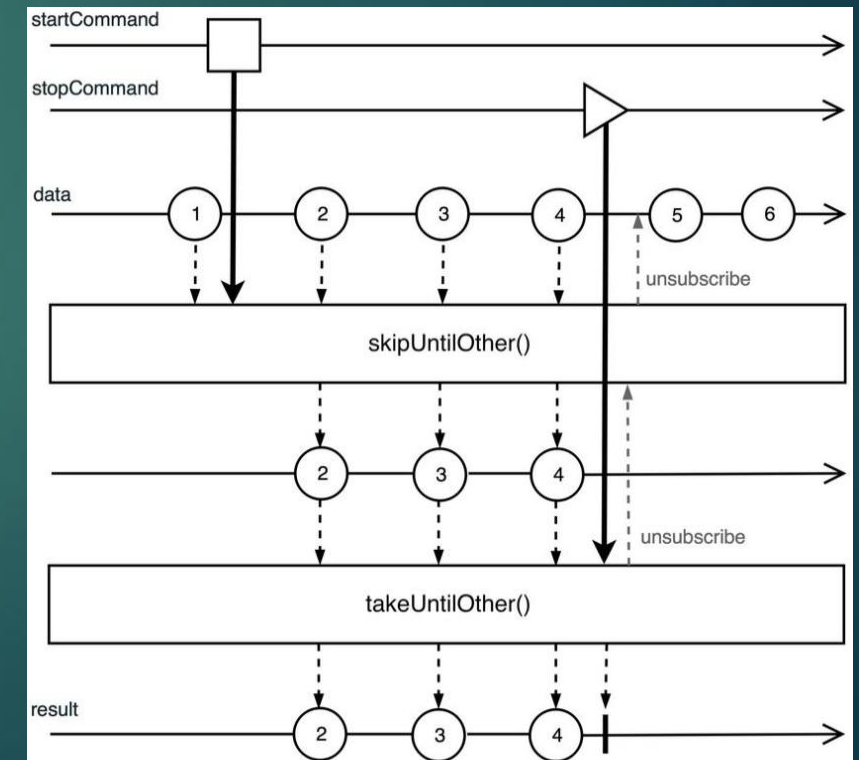 startCommand
stopCommand
data
1 2 3 4 5 6
unsubscribe
skipUntilOther()
2 3 4
unsubscribe
takeUntilOther()
result
2 3 4